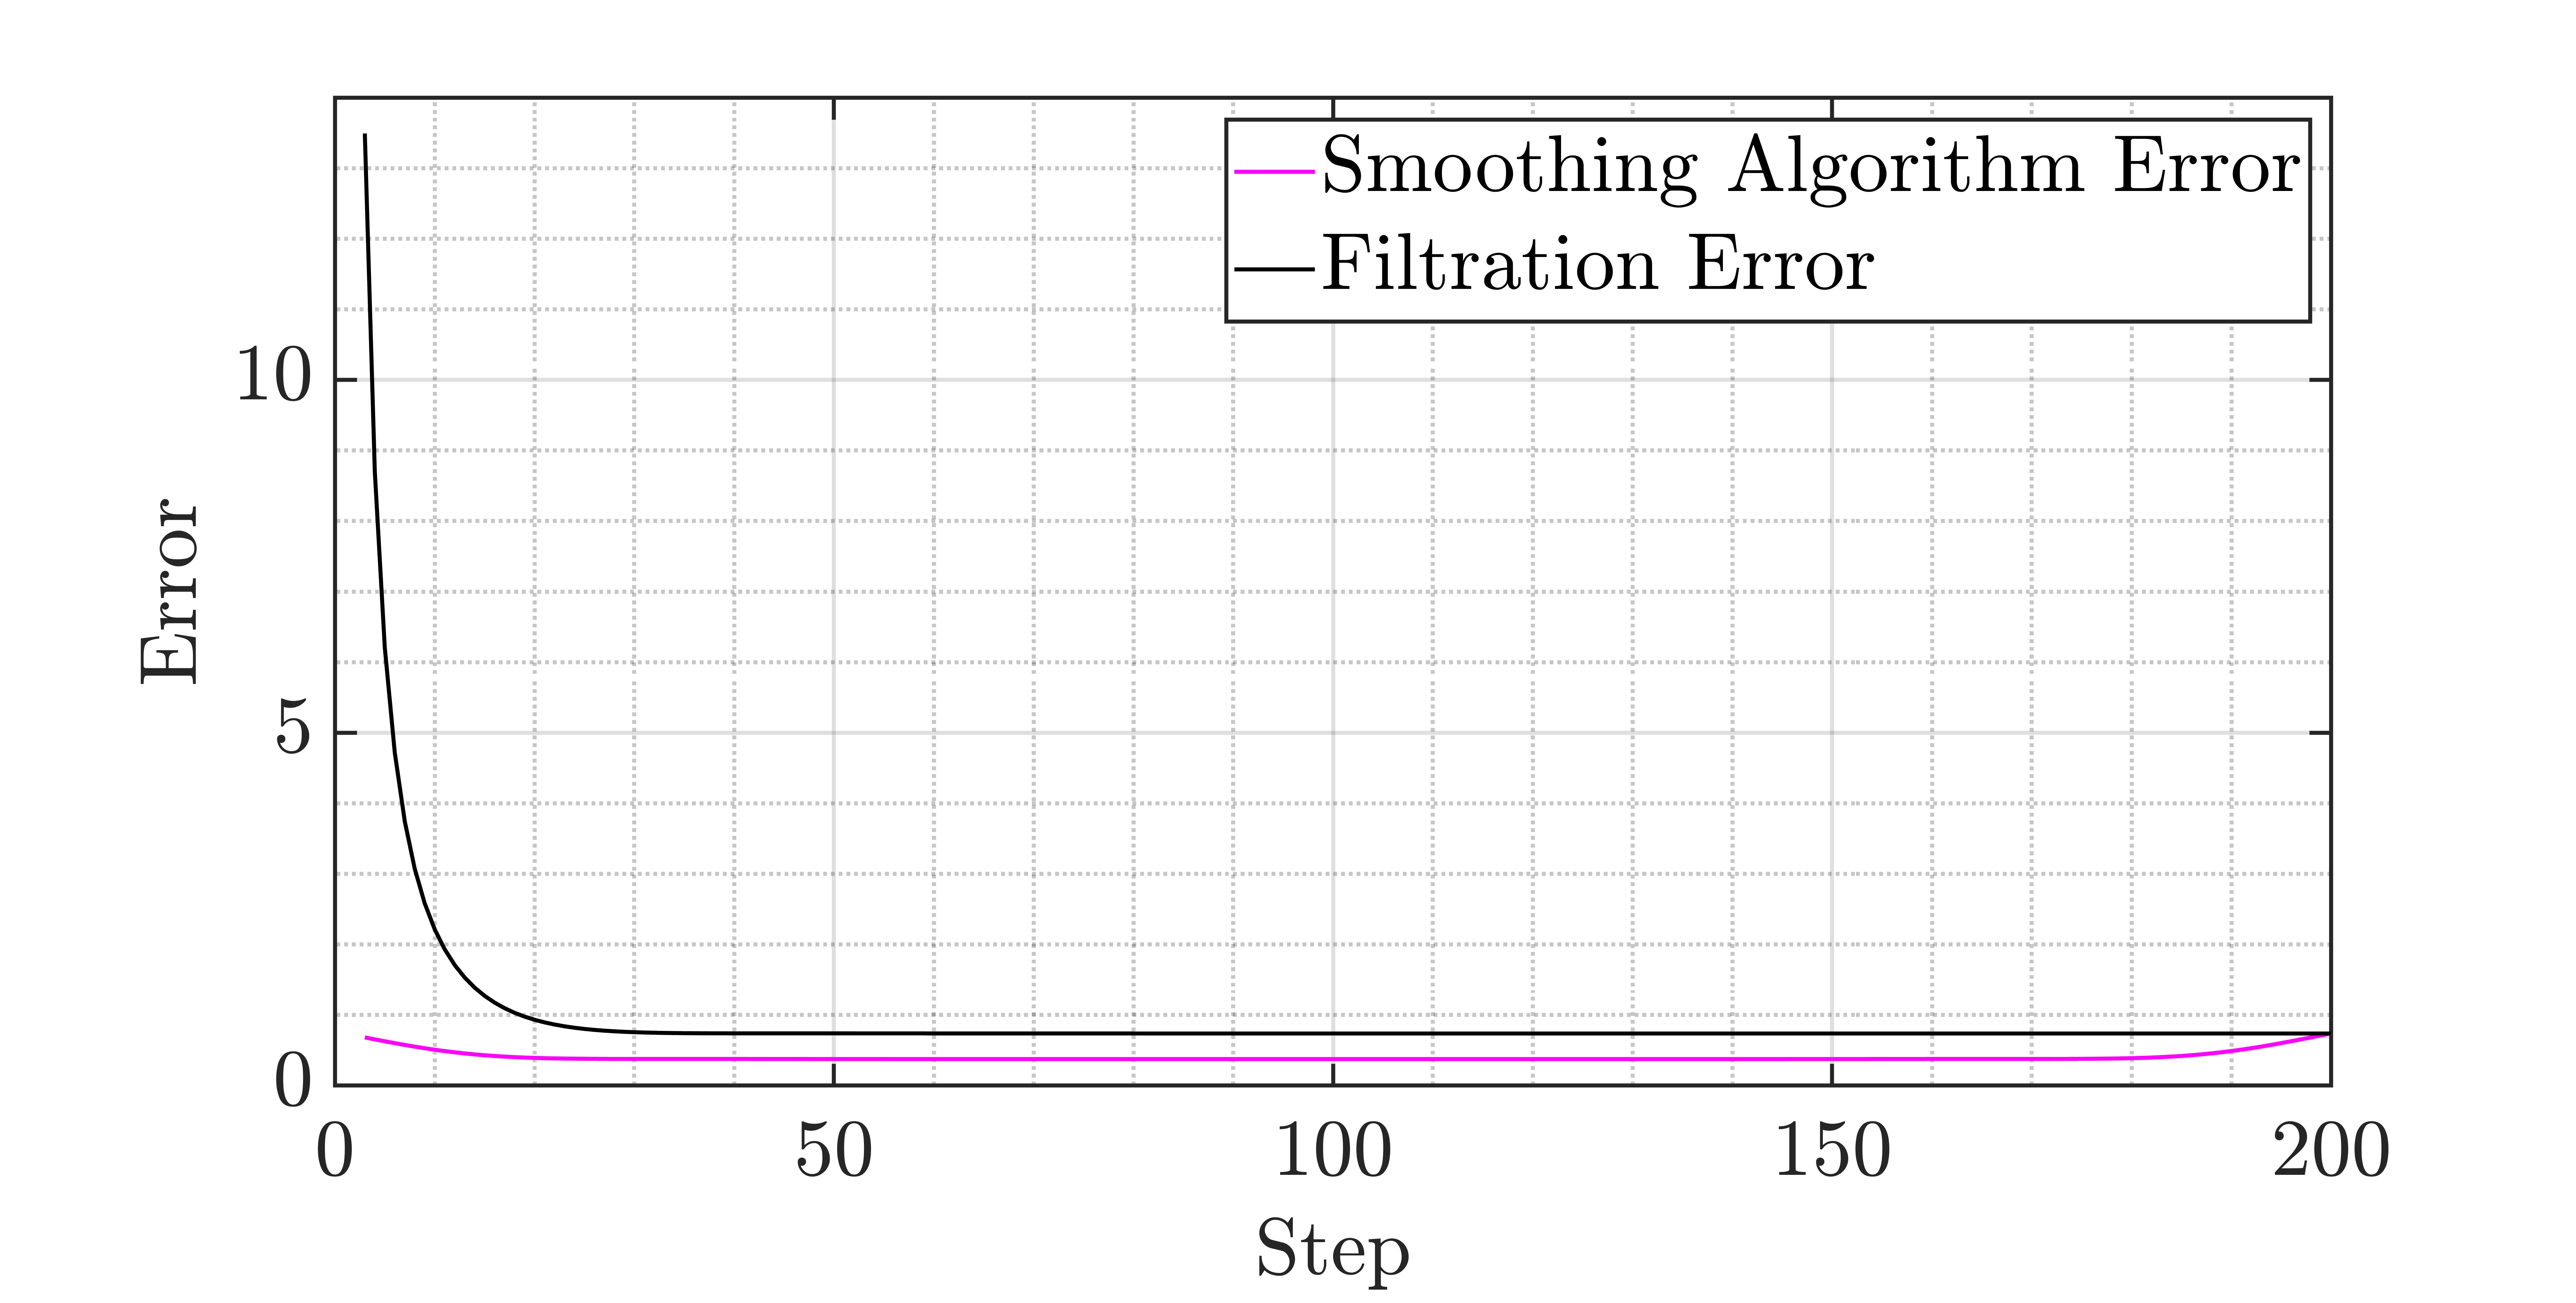 Smoothing Algorithm Error
Filtration Error
10
5
0
Error
0 50 100 150 200
Step